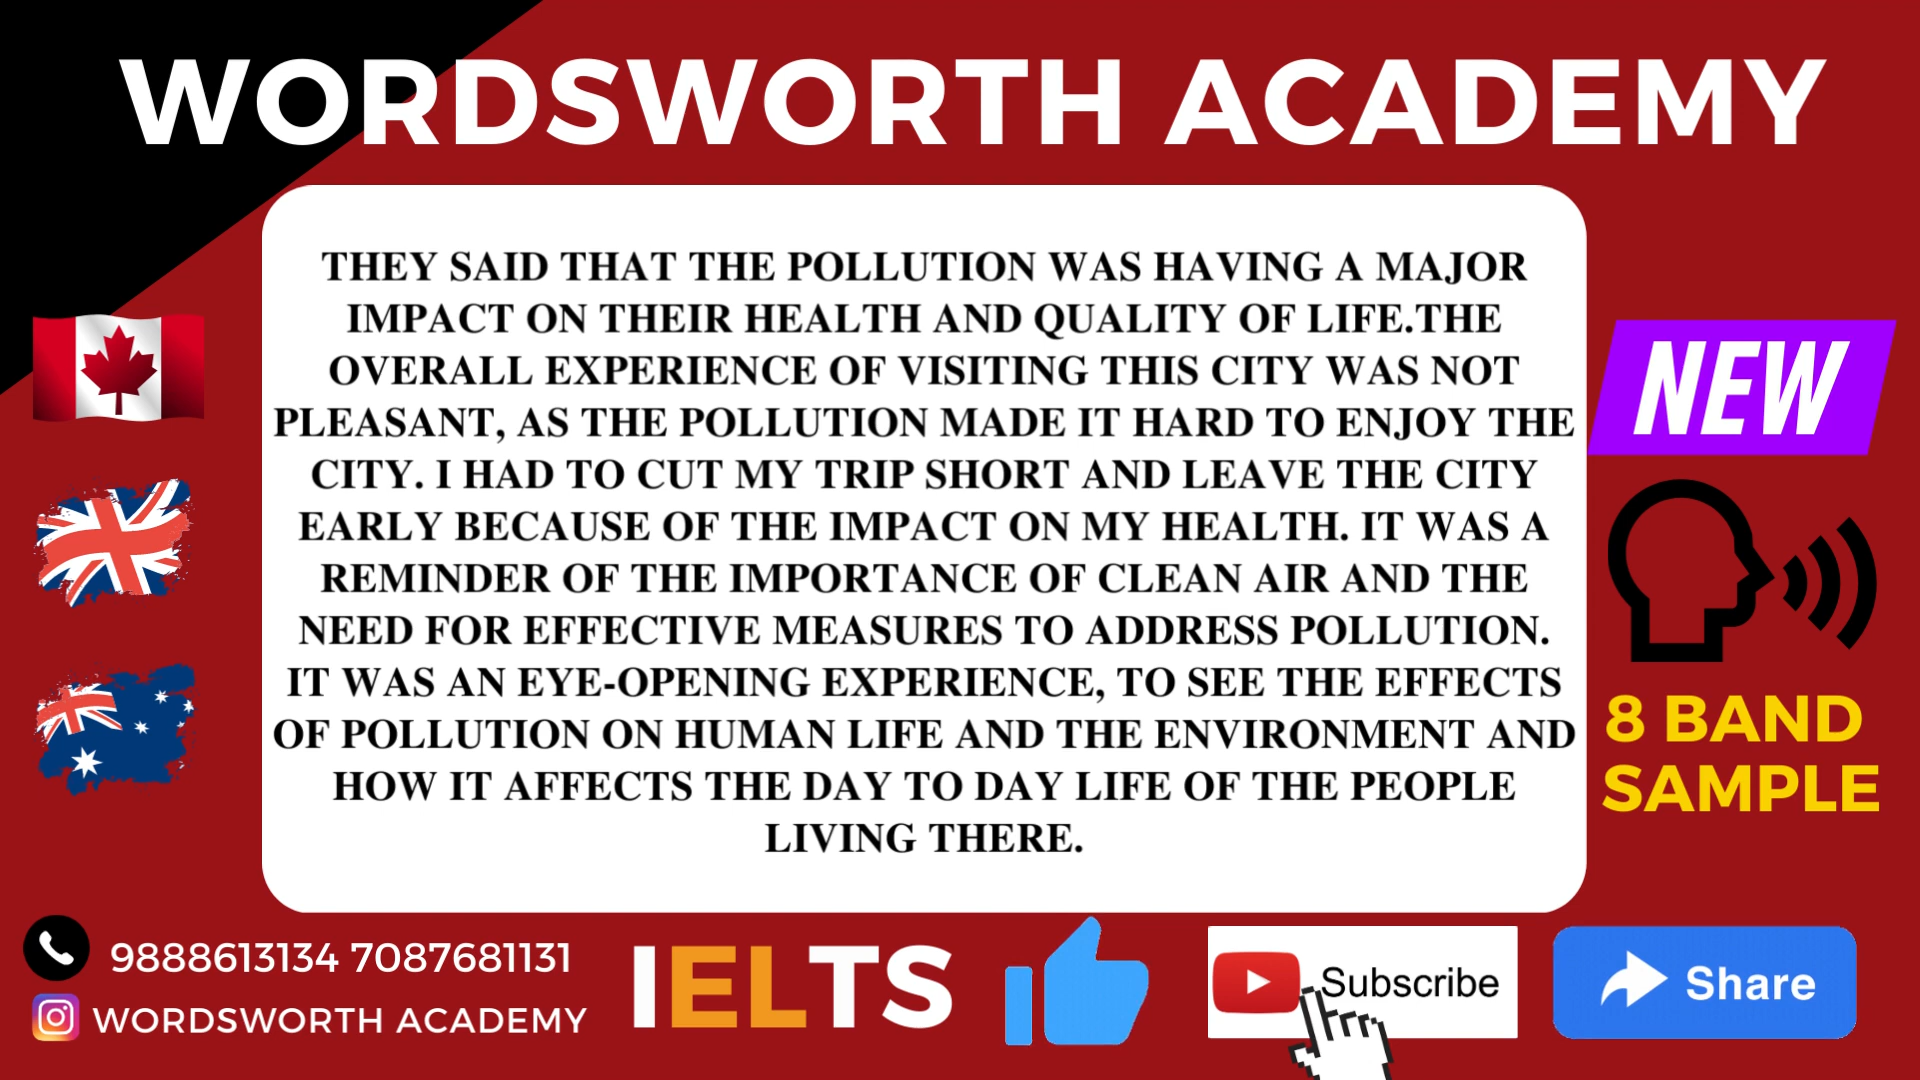 WORDSWORTH ACADEMY
THEY SAID THAT THE POLLUTION WAS HAVING A MAJOR
IMPACT ON THEIR HEALTH AND QUALITY OF LIFE.THE
OVERALL EXPERIENCE OF VISITING THIS CITY WAS NOT
PLEASANT, AS THE POLLUTION MADE IT HARD TO ENJOY THE
CITY. I HAD TO CUT MY TRIP SHORT AND LEAVE THE CITY
EARLY BECAUSE OF THE IMPACT ON MY HEALTH. IT WAS A
REMINDER OF THE IMPORTANCE OF CLEAN AIR AND THE
NEED FOR EFFECTIVE MEASURES TO ADDRESS POLLUTION.
IT WAS AN EYE-OPENING EXPERIENCE, TO SEE THE EFFECTS
OF POLLUTION ON HUMAN LIFE AND THE ENVIRONMENT AND
HOW IT AFFECTS THE DAY TO DAY LIFE OF THE PEOPLE
LIVING THERE.
NEW
8 BAND
SAMPLE
9888613134 7087681131
WORDSWORTH ACADEMY
IELTS
Subscribe
Share